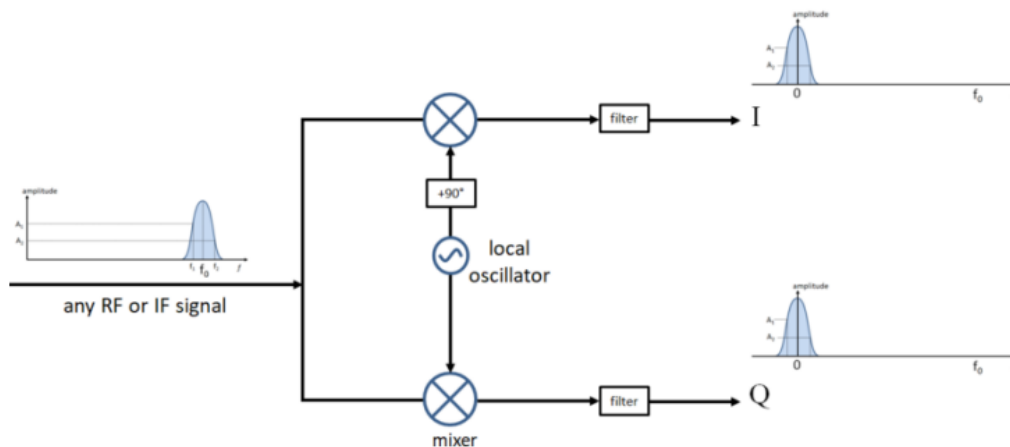 amplitude
A₁
A₂
0
f₀
filter
I
+90°
amplitude
A₁
A₂
f₁ f₀ f₂ f
local
oscillator
any RF or IF signal
amplitude
A₁
A₂
0
f₀
filter
Q
mixer